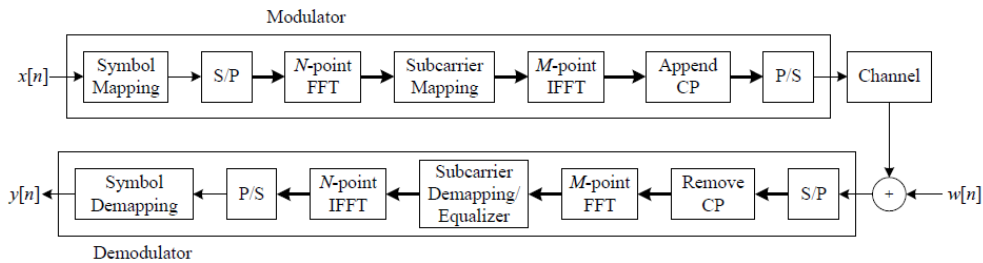 Modulator
x[n]
Symbol
Mapping
S/P
N-point
FFT
Subcarrier
Mapping
M-point
IFFT
Append
CP
P/S
Channel
y[n]
Symbol
Demapping
P/S
N-point
IFFT
Subcarrier
Demapping/
Equalizer
M-point
FFT
Remove
CP
S/P
+
w[n]
Demodulator